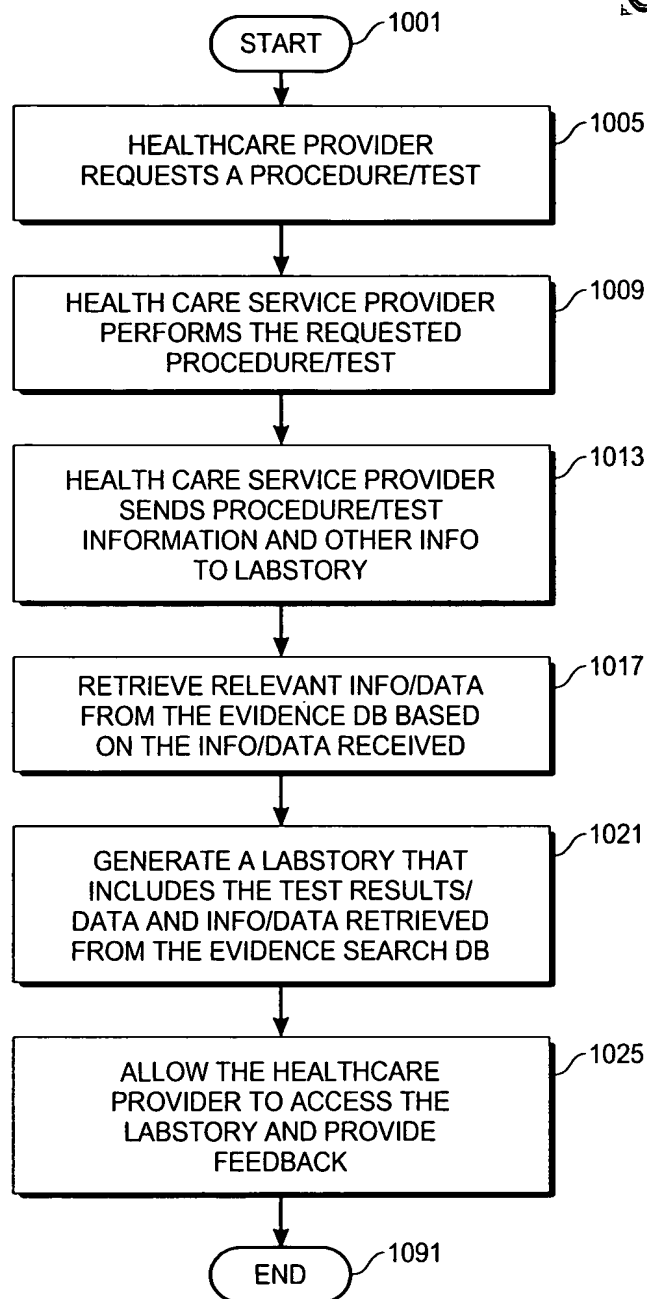 START
1001
HEALTHCARE PROVIDER
REQUESTS A PROCEDURE/TEST
1005
HEALTH CARE SERVICE PROVIDER
PERFORMS THE REQUESTED
PROCEDURE/TEST
1009
HEALTH CARE SERVICE PROVIDER
SENDS PROCEDURE/TEST
INFORMATION AND OTHER INFO
TO LABSTORY
1013
RETRIEVE RELEVANT INFO/DATA
FROM THE EVIDENCE DB BASED
ON THE INFO/DATA RECEIVED
1017
GENERATE A LABSTORY THAT
INCLUDES THE TEST RESULTS/
DATA AND INFO/DATA RETRIEVED
FROM THE EVIDENCE SEARCH DB
1021
ALLOW THE HEALTHCARE
PROVIDER TO ACCESS THE
LABSTORY AND PROVIDE
FEEDBACK
1025
END
1091